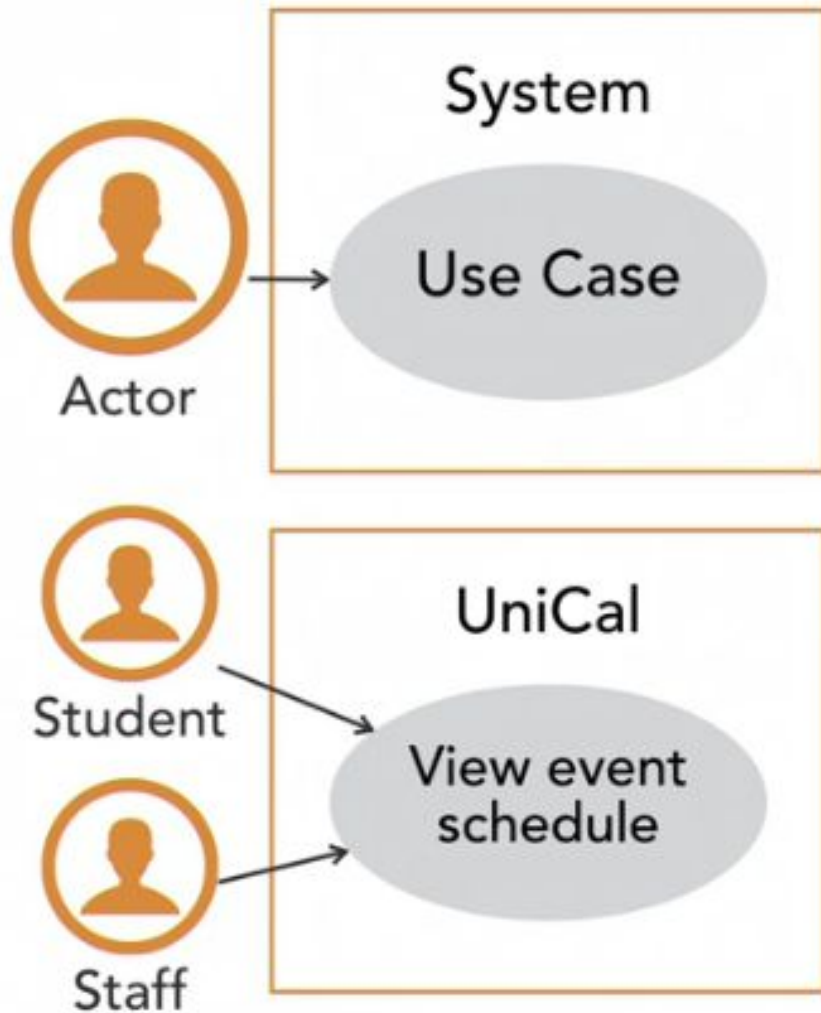 System
Use Case
Actor
UniCal
Student
View event
schedule
Staff